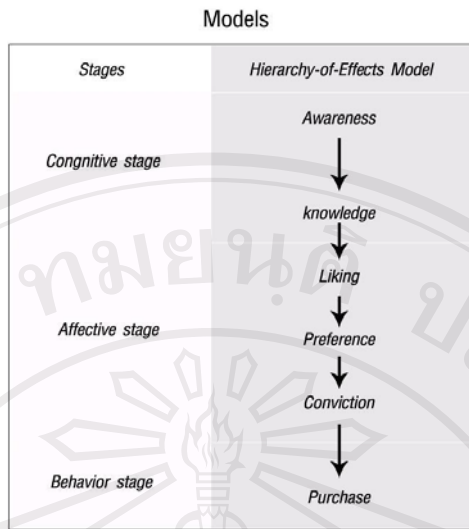 Models
Stages Hierarchy-of-Effects Model
Awareness
Congnitive stage
knowledge
Liking
Affective stage
Preference
Conviction
Behavior stage
Purchase